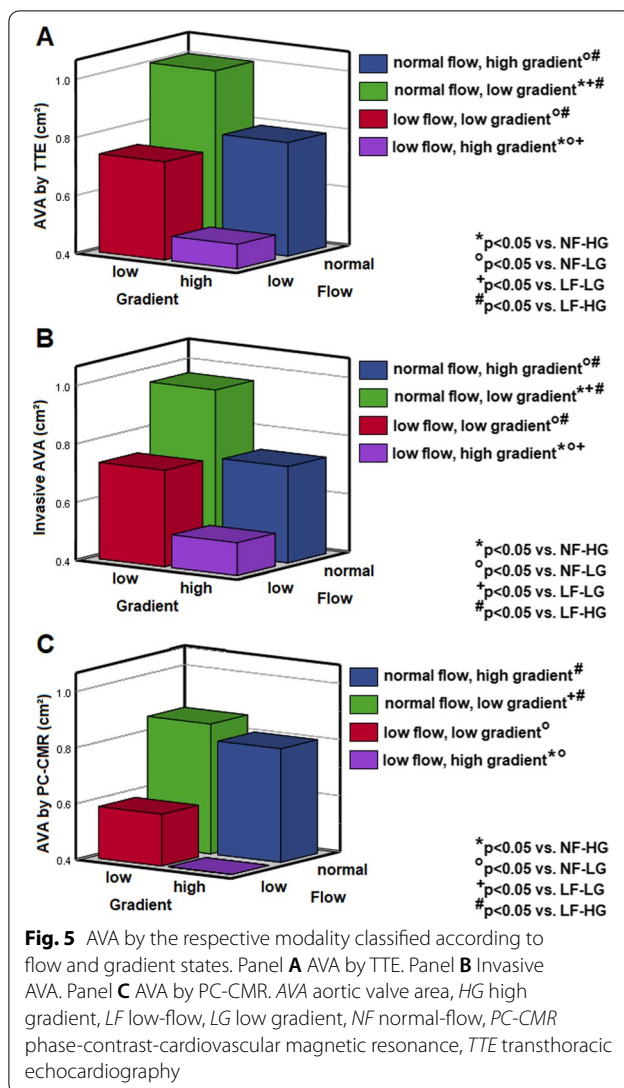 A
AVA by TTE (cm²)
1.0
0.8
0.6
0.4
low
high
Gradient
low
normal
Flow
normal flow, high gradient°#
normal flow, low gradient*+#
low flow, low gradient°#
low flow, high gradient*°+
*p<0.05 vs. NF-HG
°p<0.05 vs. NF-LG
+p<0.05 vs. LF-LG
#p<0.05 vs. LF-HG
B
Invasive AVA (cm²)
1.0
0.8
0.6
0.4
low
high
Gradient
low
normal
Flow
normal flow, high gradient°#
normal flow, low gradient*+#
low flow, low gradient°#
low flow, high gradient*°+
*p<0.05 vs. NF-HG
°p<0.05 vs. NF-LG
+p<0.05 vs. LF-LG
#p<0.05 vs. LF-HG
C
AVA by PC-CMR (cm²)
1.0
0.8
0.6
0.4
low
high
Gradient
low
normal
Flow
normal flow, high gradient#
normal flow, low gradient+#
low flow, low gradient°
low flow, high gradient*°
*p<0.05 vs. NF-HG
°p<0.05 vs. NF-LG
+p<0.05 vs. LF-LG
#p<0.05 vs. LF-HG
Fig. 5 AVA by the respective modality classified according to
flow and gradient states. Panel A AVA by TTE. Panel B Invasive
AVA. Panel C AVA by PC-CMR. AVA aortic valve area, HG high
gradient, LF low-flow, LG low gradient, NF normal-flow, PC-CMR
phase-contrast-cardiovascular magnetic resonance, TTE transthoracic
echocardiography